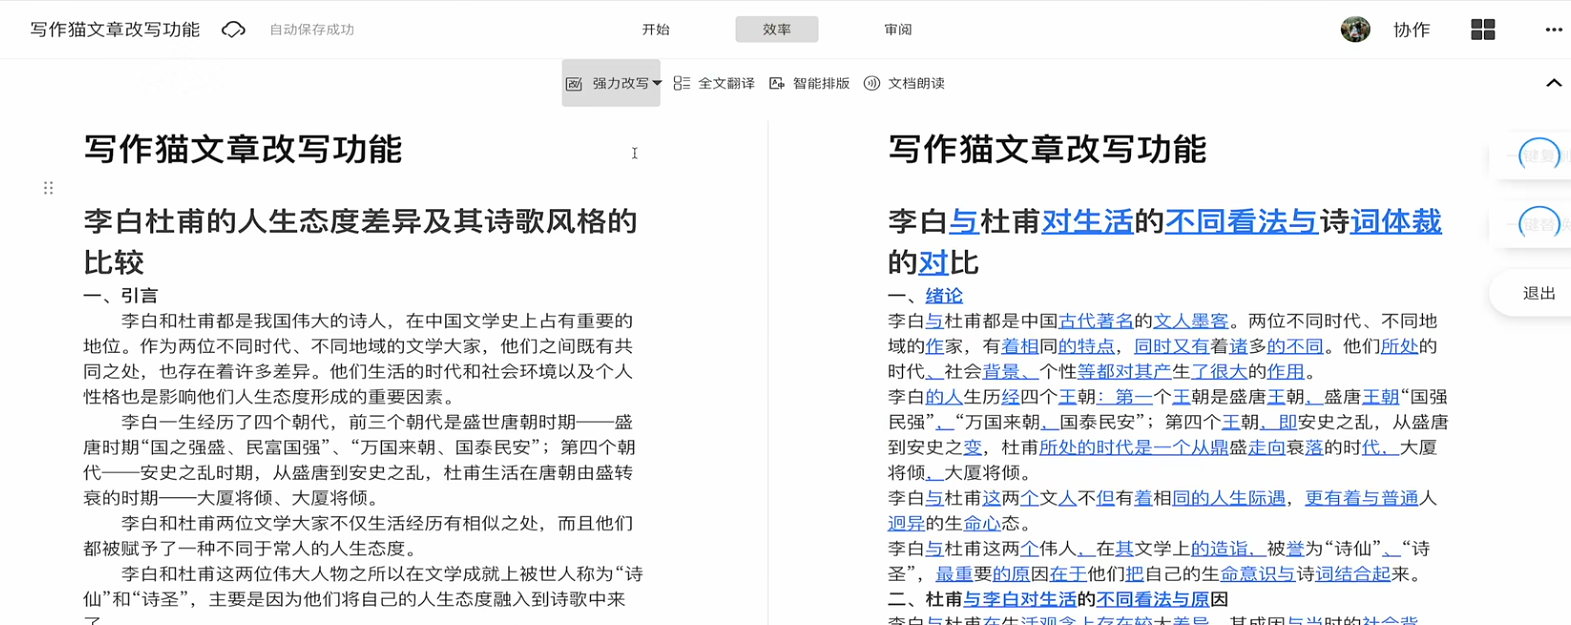 写作猫文章改写功能 自动保存成功 开始 效率 审阅 协作
强力改写 全文翻译 智能排版 文档朗读
写作猫文章改写功能
李白杜甫的人生态度差异及其诗歌风格的
比较
一、引言
李白和杜甫都是我国伟大的诗人，在中国文学史上占有重要的
地位。作为两位不同时代、不同地域的文学大家，他们之间既有共
同之处，也存在着许多差异。他们生活的时代和社会环境以及个人
性格也是影响他们人生态度形成的重要因素。
李白一生经历了四个朝代，前三个朝代是盛世唐朝时期——盛
唐时期“国之强盛、民富国强”、“万国来朝、国泰民安”；第四个朝
代——安史之乱时期，从盛唐到安史之乱，杜甫生活在唐朝由盛转
衰的时期——大厦将倾、大厦将倾。
李白和杜甫两位文学大家不仅生活经历有相似之处，而且他们
都被赋予了一种不同于常人的人生态度。
李白和杜甫这两位伟大人物之所以在文学成就上被世人称为“诗
仙”和“诗圣”，主要是因为他们将自己的人生态度融入到诗歌中来
写作猫文章改写功能
李白与杜甫对生活的不同看法与诗词体裁
的对比
一、绪论
李白与杜甫都是中国古代著名的文人墨客。两位不同时代、不同地
域的作家，有着相同的特点，同时又有着诸多的不同。他们所处的
时代、社会背景、个性等都对其产生了很大的作用。
李白的人生历经四个王朝：第一个王朝是盛唐王朝，盛唐王朝“国强
民强”，“万国来朝，国泰民安”；第四个王朝，即安史之乱，从盛唐
到安史之变，杜甫所处的时代是一个从鼎盛走向衰落的时代，大厦
将倾，大厦将倾。
李白与杜甫这两个文人不但有着相同的人生际遇，更有着与普通人
迥异的生命心态。
李白与杜甫这两个伟人，在其文学上的造诣，被誉为“诗仙”、“诗
圣”，最重要的原因在于他们把自己的生命意识与诗词结合起来。
二、杜甫与李白对生活的不同看法与原因
退出